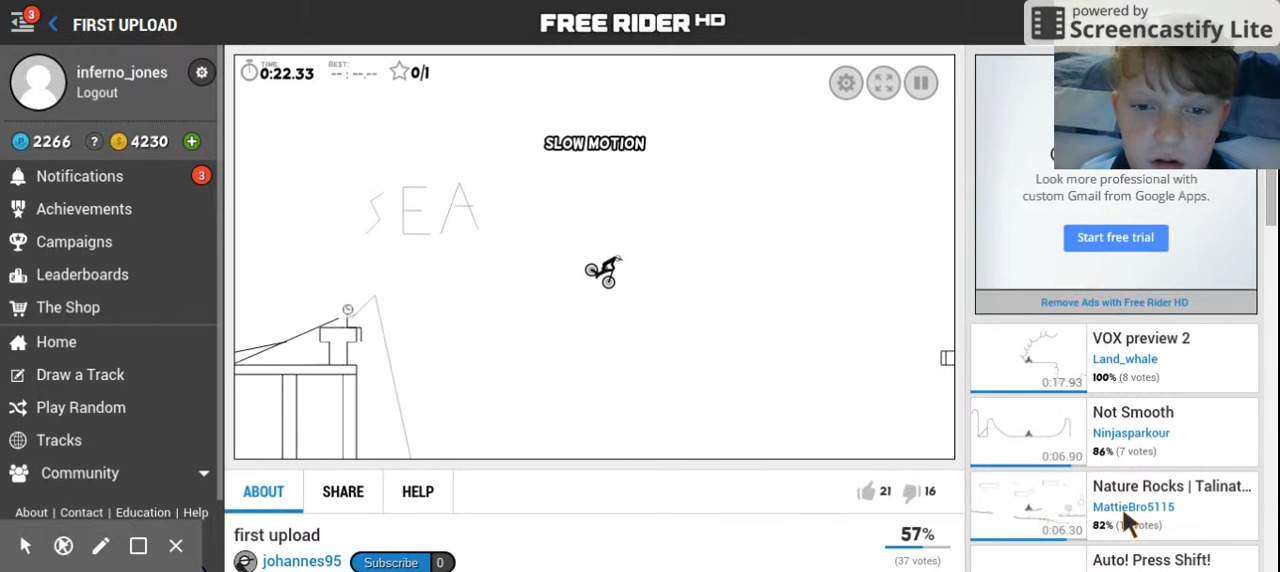 3
FIRST UPLOAD
FREE RIDER HD
powered by
Screencastify Lite
inferno_jones
Logout
2266 ? 4230
Notifications 3
Achievements
Campaigns
Leaderboards
The Shop
Home
Draw a Track
Play Random
Tracks
Community
About | Contact | Education | Help
TIME:
0:22.33
BEST:
-- : --.--
0/1
SLOW MOTION
SEA
ABOUT
SHARE
HELP
21
16
first upload
johannes95
Subscribe 0
57%
(37 votes)
Look more professional with
custom Gmail from Google Apps.
Start free trial
Remove Ads with Free Rider HD
VOX preview 2
Land_whale
100% (8 votes)
0:17.93
Not Smooth
Ninjasparkour
86% (7 votes)
0:06.90
Nature Rocks | Talinat...
MattieBro5115
82% votes)
0:06.30
Auto! Press Shift!